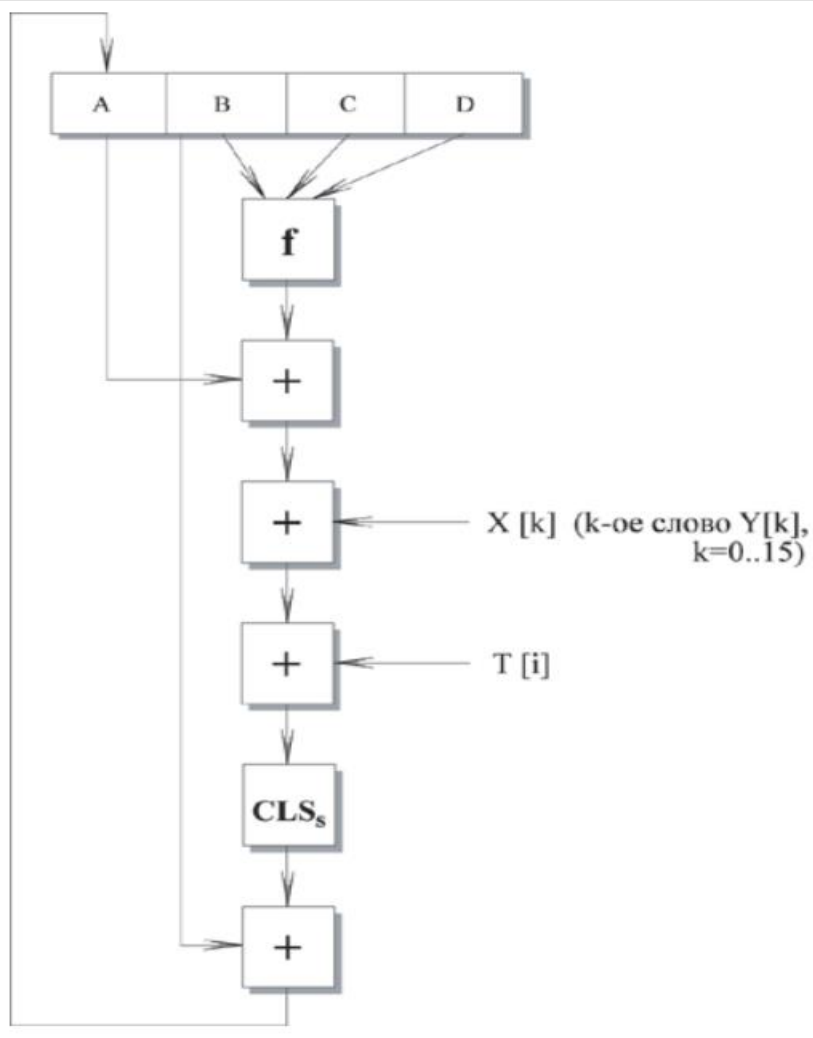 A B C D
f
+
+
X [k] (k-ое слово Y[k],
k=0..15)
+
T [i]
CLSs
+